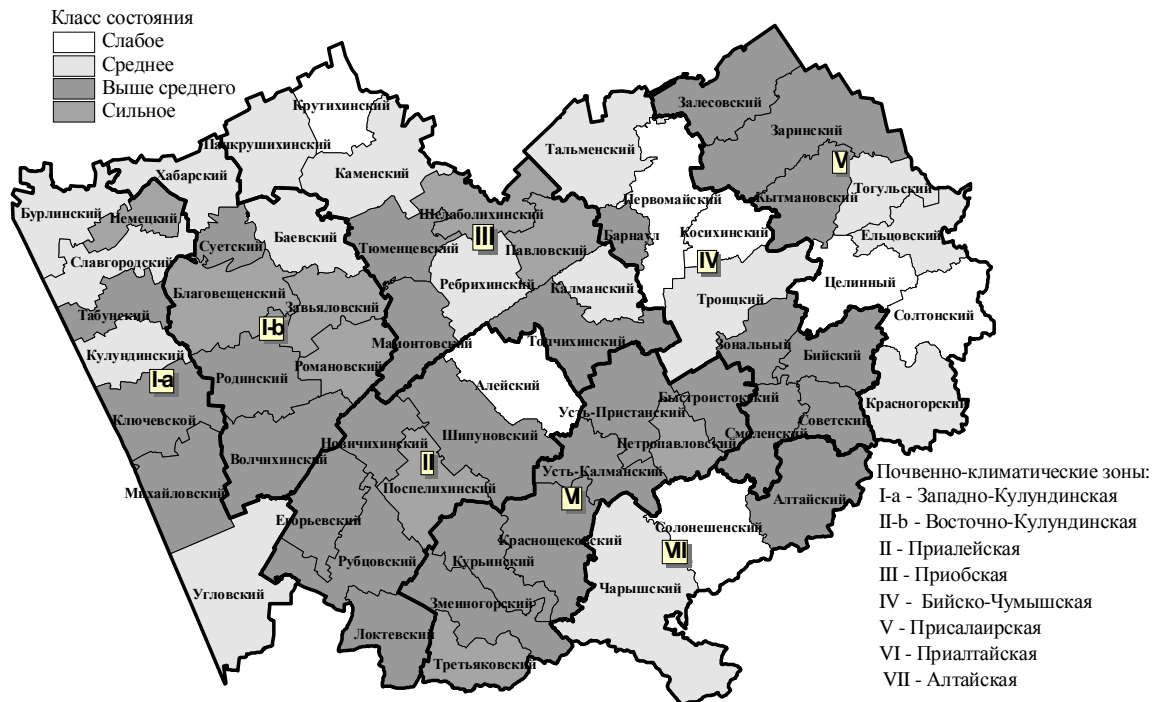 Класс состояния
Слабое
Среднее
Выше среднего
Сильное
Крутихинский
Панкрушихинский
Хабарский
Каменский
Бурлинский
Немецкий
Славгородский
Суетский
Баевский
Тюменцевский
Шелаболихинский
III
Павловский
Ребрихинский
Калманский
Тальменский
Залесовский
Заринский
V
Первомайский
Кытмановский
Тогульский
Барнаул
Косихинский
IV
Ельцовский
Троицкий
Целинный
Солтонский
Табунский
Благовещенский
Завьяловский
I-b
Кулундинский
I-a
Родинский
Романовский
Мамонтовский
Топчихинский
Зональный
Бийский
Алейский
Ключевской
Усть-Пристанский
Быстроистокский
Красногорский
Советский
Смоленский
Петропавловский
Новичихинский
Шипуновский
II
Волчихинский
Поспелихинский
Усть-Калманский
VI
Михайловский
Алтайский
Егорьевский
Краснощековский
Солонешенский
VII
Рубцовский
Курьинский
Чарышский
Угловский
Змеиногорский
Локтевский
Третьяковский
Почвенно-климатические зоны:
I-a - Западно-Кулундинская
II-b - Восточно-Кулундинская
II - Приалейская
III - Приобская
IV - Бийско-Чумышская
V - Присалаирская
VI - Приалтайская
VII - Алтайская